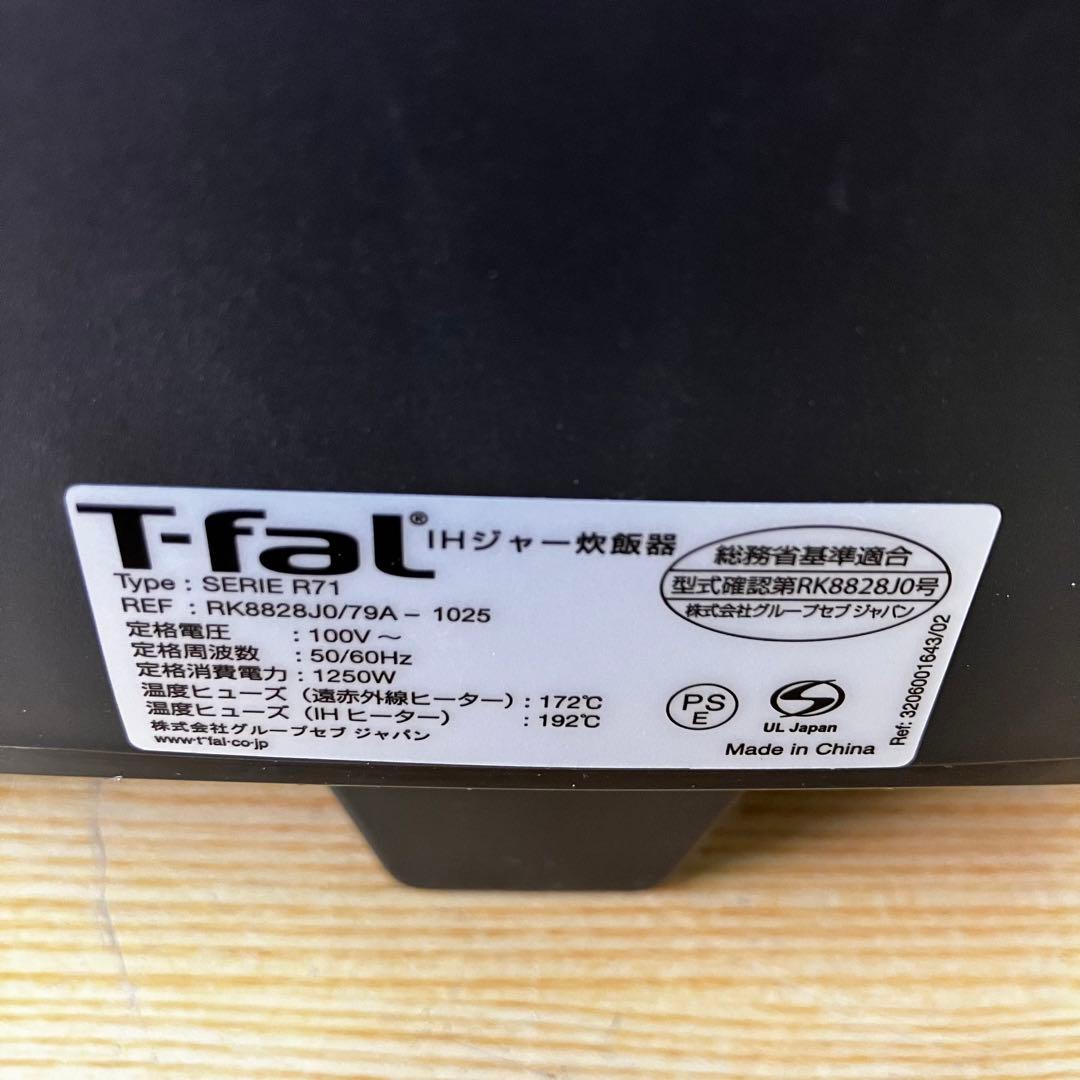 T-fal® IHジャー炊飯器
Type : SERIE R71
REF : RK8828J0/79A - 1025
定格電圧 : 100V ～
定格周波数 : 50/60Hz
定格消費電力 : 1250W
温度ヒューズ（遠赤外線ヒーター）: 172℃
温度ヒューズ（IHヒーター） : 192℃
株式会社グループセブ ジャパン
www.t-fal.co.jp
総務省基準適合
型式確認第RK8828J0号
株式会社グループセブ ジャパン
PS
E
S
UL Japan
Made in China
Ref: 3206001643/02